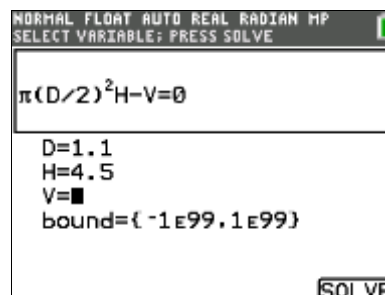 NORMAL FLOAT AUTO REAL RADIAN MP
SELECT VARIABLE; PRESS SOLVE
π(D/2)²H-V=0
D=1.1
H=4.5
V=
bound={-1E99,1E99}
SOLVE